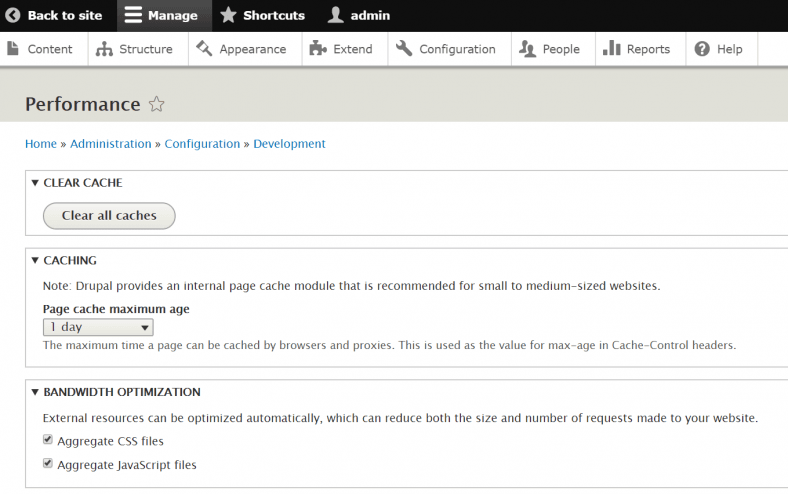 Back to site Manage Shortcuts admin
Content Structure Appearance Extend Configuration People Reports Help
Performance
Home » Administration » Configuration » Development
CLEAR CACHE
Clear all caches
CACHING
Note: Drupal provides an internal page cache module that is recommended for small to medium-sized websites.
Page cache maximum age
1 day
The maximum time a page can be cached by browsers and proxies. This is used as the value for max-age in Cache-Control headers.
BANDWIDTH OPTIMIZATION
External resources can be optimized automatically, which can reduce both the size and number of requests made to your website.
Aggregate CSS files
Aggregate JavaScript files